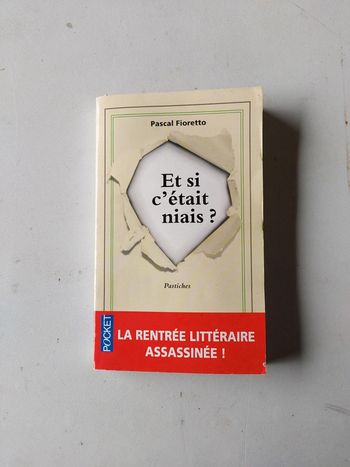 Pascal Fioretto
Et si
c'était
niais ?
Pastiches
POCKET
LA RENTRÉE LITTÉRAIRE
ASSASSINÉE !